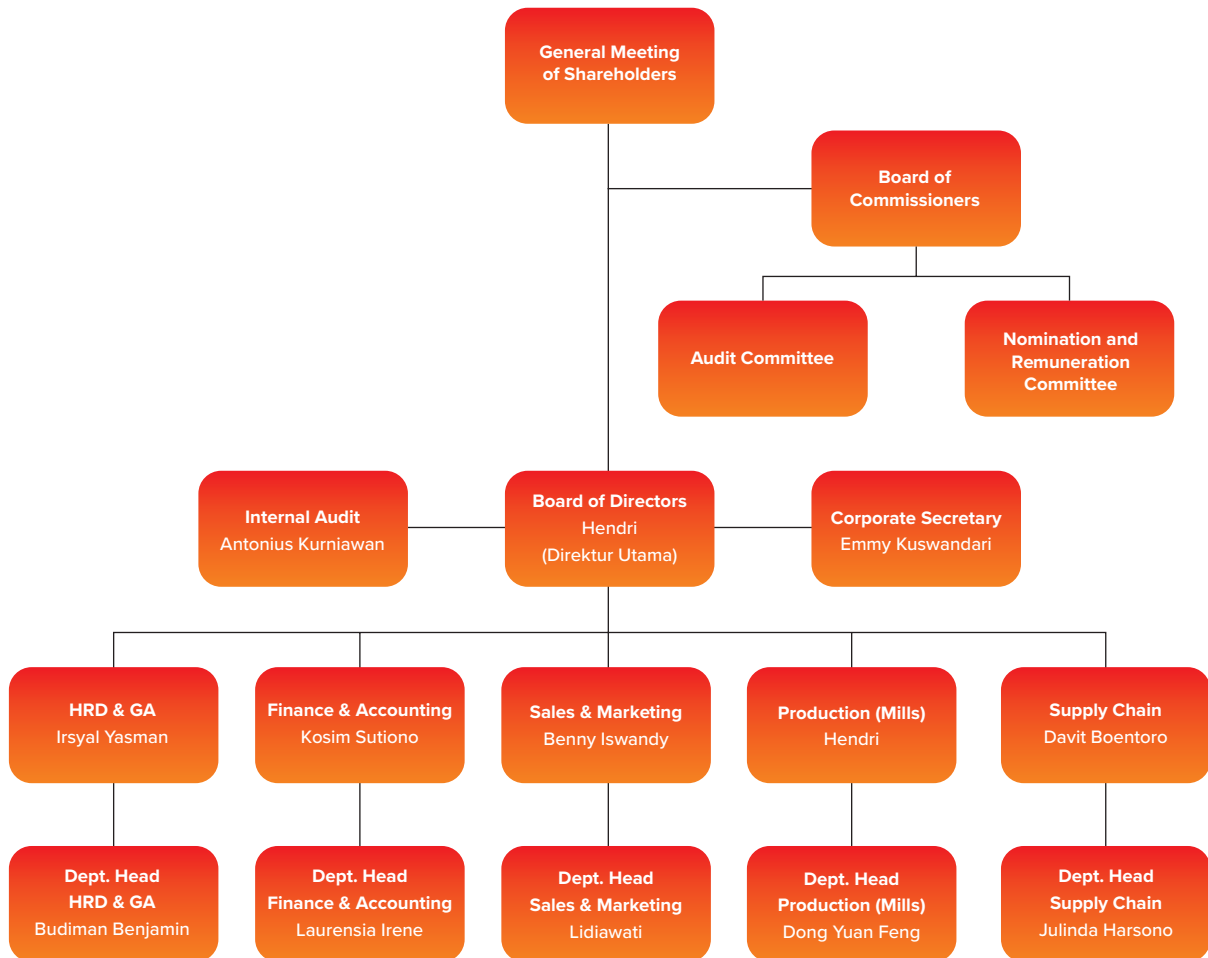 General Meeting
of Shareholders
Board of
Commissioners
Audit Committee
Nomination and
Remuneration
Committee
Internal Audit
Antonius Kurniawan
Board of Directors
Hendri
(Direktur Utama)
Corporate Secretary
Emmy Kuswandari
HRD & GA
Irsyal Yasman
Finance & Accounting
Kosim Sutiono
Sales & Marketing
Benny Iswandy
Production (Mills)
Hendri
Supply Chain
Davit Boentoro
Dept. Head
HRD & GA
Budiman Benjamin
Dept. Head
Finance & Accounting
Laurensia Irene
Dept. Head
Sales & Marketing
Lidiawati
Dept. Head
Production (Mills)
Dong Yuan Feng
Dept. Head
Supply Chain
Julinda Harsono